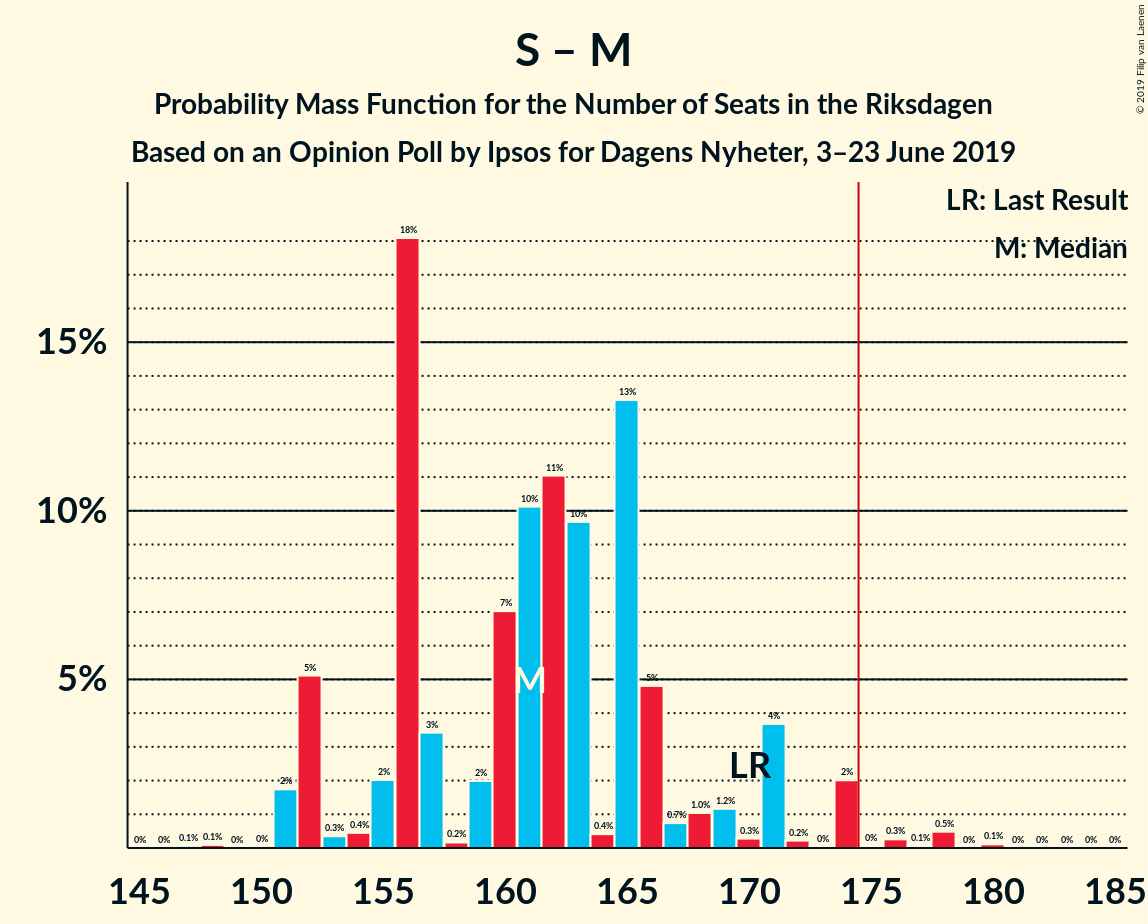 S – M
Probability Mass Function for the Number of Seats in the Riksdagen
Based on an Opinion Poll by Ipsos for Dagens Nyheter, 3–23 June 2019
© 2019 Filip van Laenen
LR: Last Result
M: Median
15%
10%
5%
0% 0% 0.1% 0.1% 0% 0% 2% 5% 0.3% 0.4% 2% 18% 3% 0.2% 2% 7% 10% 11% 10% 0.4% 13% 5% 0.7% 1.0% 1.2% 0.3% 4% 0.2% 0% 2% 0% 0.3% 0.1% 0.5% 0% 0.1% 0% 0% 0% 0% 0%
M
LR
145 150 155 160 165 170 175 180 185